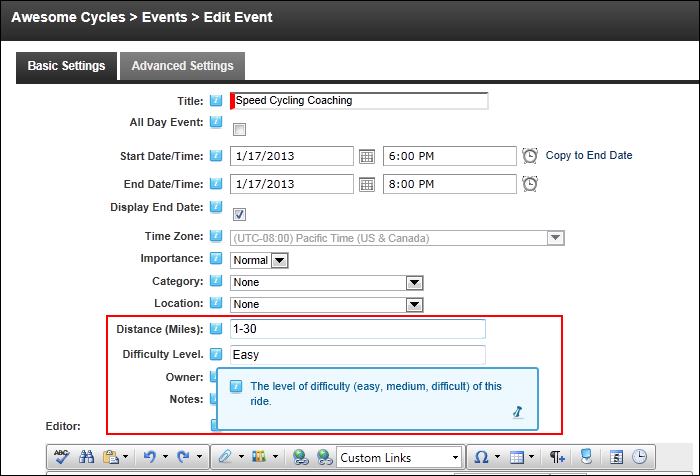 Awesome Cycles > Events > Edit Event
Basic Settings
Advanced Settings
Title:
Speed Cycling Coaching
All Day Event:
Start Date/Time:
1/17/2013
6:00 PM
Copy to End Date
End Date/Time:
1/17/2013
8:00 PM
Display End Date:
Time Zone:
(UTC-08:00) Pacific Time (US & Canada)
Importance:
Normal
Category:
None
Location:
None
Distance (Miles):
1-30
Difficulty Level.
Easy
Owner:
The level of difficulty (easy, medium, difficult) of this
ride.
Notes:
Editor:
ABC
Custom Links
Ω